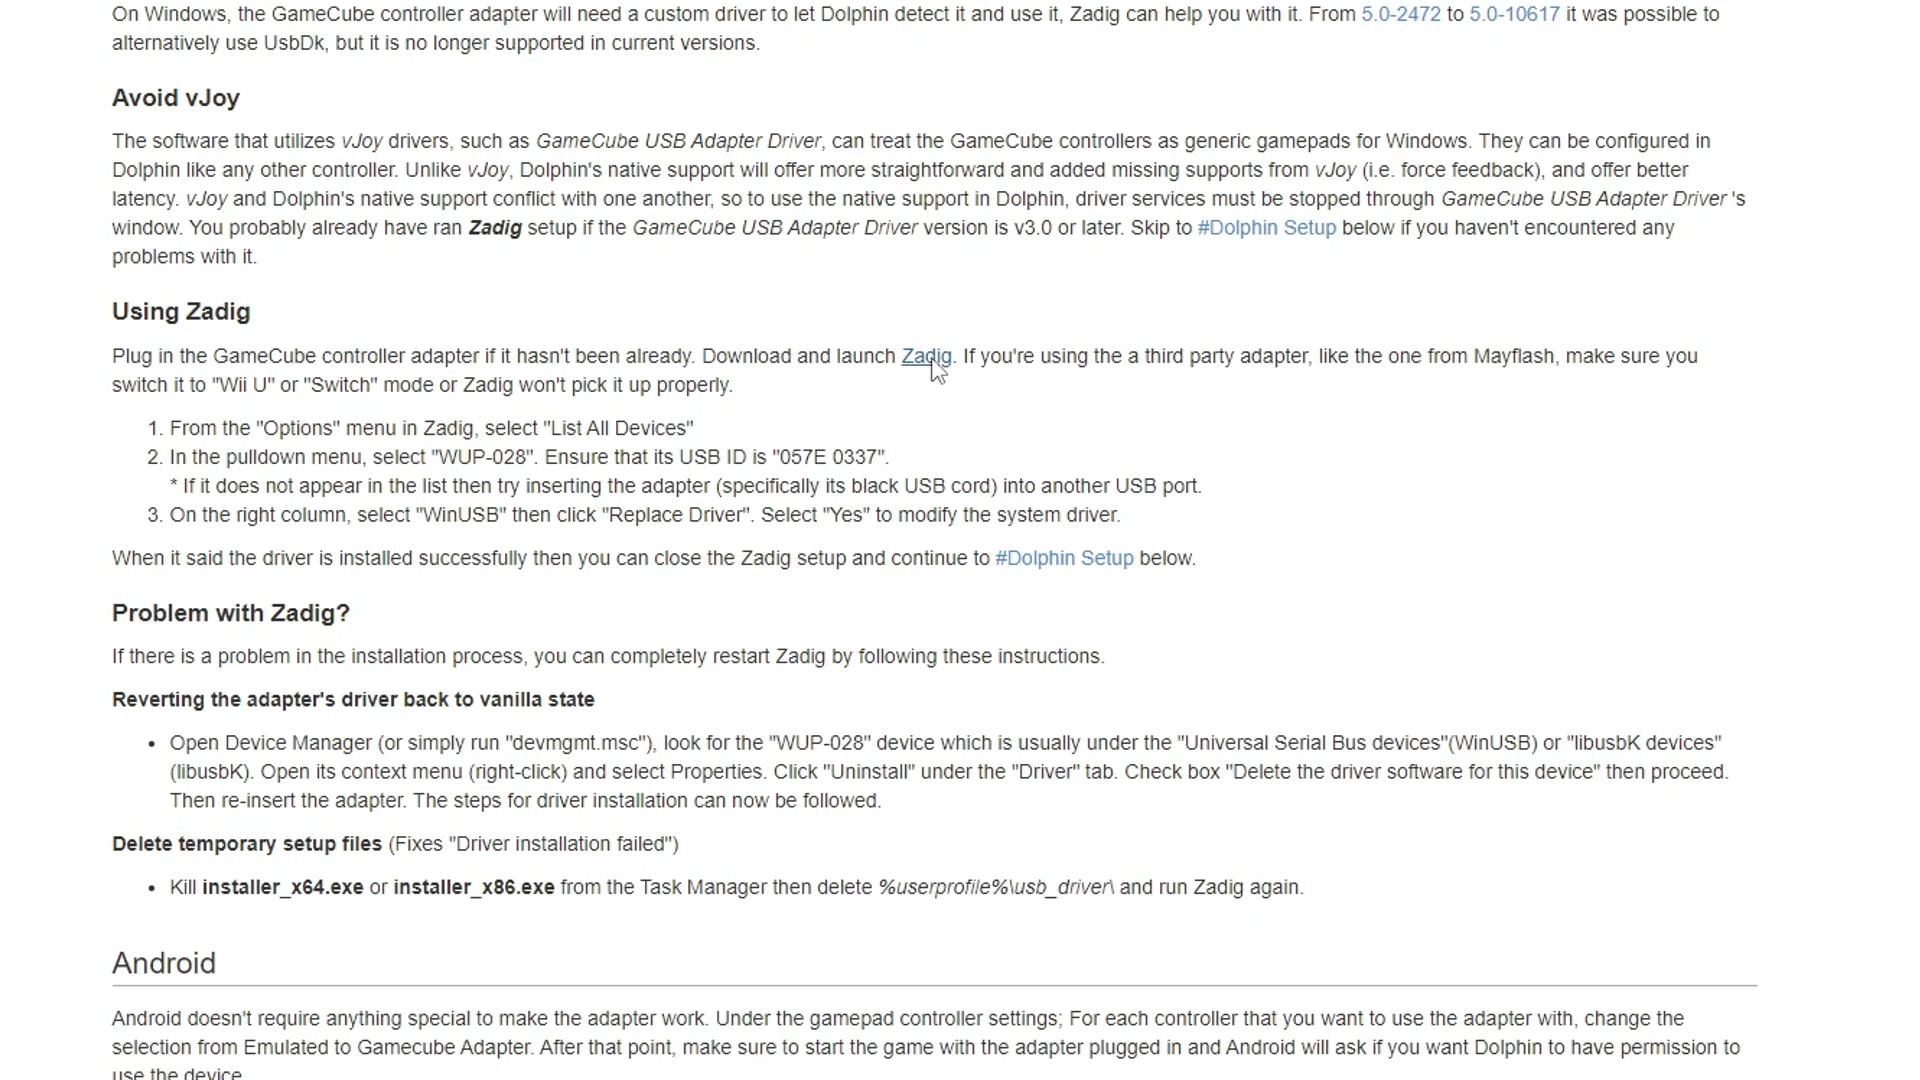 On Windows, the GameCube controller adapter will need a custom driver to let Dolphin detect it and use it, Zadig can help you with it. From 5.0-2472 to 5.0-10617 it was possible to
alternatively use UsbDk, but it is no longer supported in current versions.
Avoid vJoy
The software that utilizes vJoy drivers, such as GameCube USB Adapter Driver, can treat the GameCube controllers as generic gamepads for Windows. They can be configured in
Dolphin like any other controller. Unlike vJoy, Dolphin's native support will offer more straightforward and added missing supports from vJoy (i.e. force feedback), and offer better
latency. vJoy and Dolphin's native support conflict with one another, so to use the native support in Dolphin, driver services must be stopped through GameCube USB Adapter Driver 's
window. You probably already have ran Zadig setup if the GameCube USB Adapter Driver version is v3.0 or later. Skip to #Dolphin Setup below if you haven't encountered any
problems with it.
Using Zadig
Plug in the GameCube controller adapter if it hasn't been already. Download and launch Zadig. If you're using the a third party adapter, like the one from Mayflash, make sure you
switch it to "Wii U" or "Switch" mode or Zadig won't pick it up properly.
1. From the "Options" menu in Zadig, select "List All Devices"
2. In the pulldown menu, select "WUP-028". Ensure that its USB ID is "057E 0337".
* If it does not appear in the list then try inserting the adapter (specifically its black USB cord) into another USB port.
3. On the right column, select "WinUSB" then click "Replace Driver". Select "Yes" to modify the system driver.
When it said the driver is installed successfully then you can close the Zadig setup and continue to #Dolphin Setup below.
Problem with Zadig?
If there is a problem in the installation process, you can completely restart Zadig by following these instructions.
Reverting the adapter's driver back to vanilla state
• Open Device Manager (or simply run "devmgmt.msc"), look for the "WUP-028" device which is usually under the "Universal Serial Bus devices"(WinUSB) or "libusbK devices"
(libusbK). Open its context menu (right-click) and select Properties. Click "Uninstall" under the "Driver" tab. Check box "Delete the driver software for this device" then proceed.
Then re-insert the adapter. The steps for driver installation can now be followed.
Delete temporary setup files (Fixes "Driver installation failed")
• Kill installer_x64.exe or installer_x86.exe from the Task Manager then delete %userprofile%\usb_driver\ and run Zadig again.
Android
Android doesn't require anything special to make the adapter work. Under the gamepad controller settings; For each controller that you want to use the adapter with, change the
selection from Emulated to Gamecube Adapter. After that point, make sure to start the game with the adapter plugged in and Android will ask if you want Dolphin to have permission to
use the device